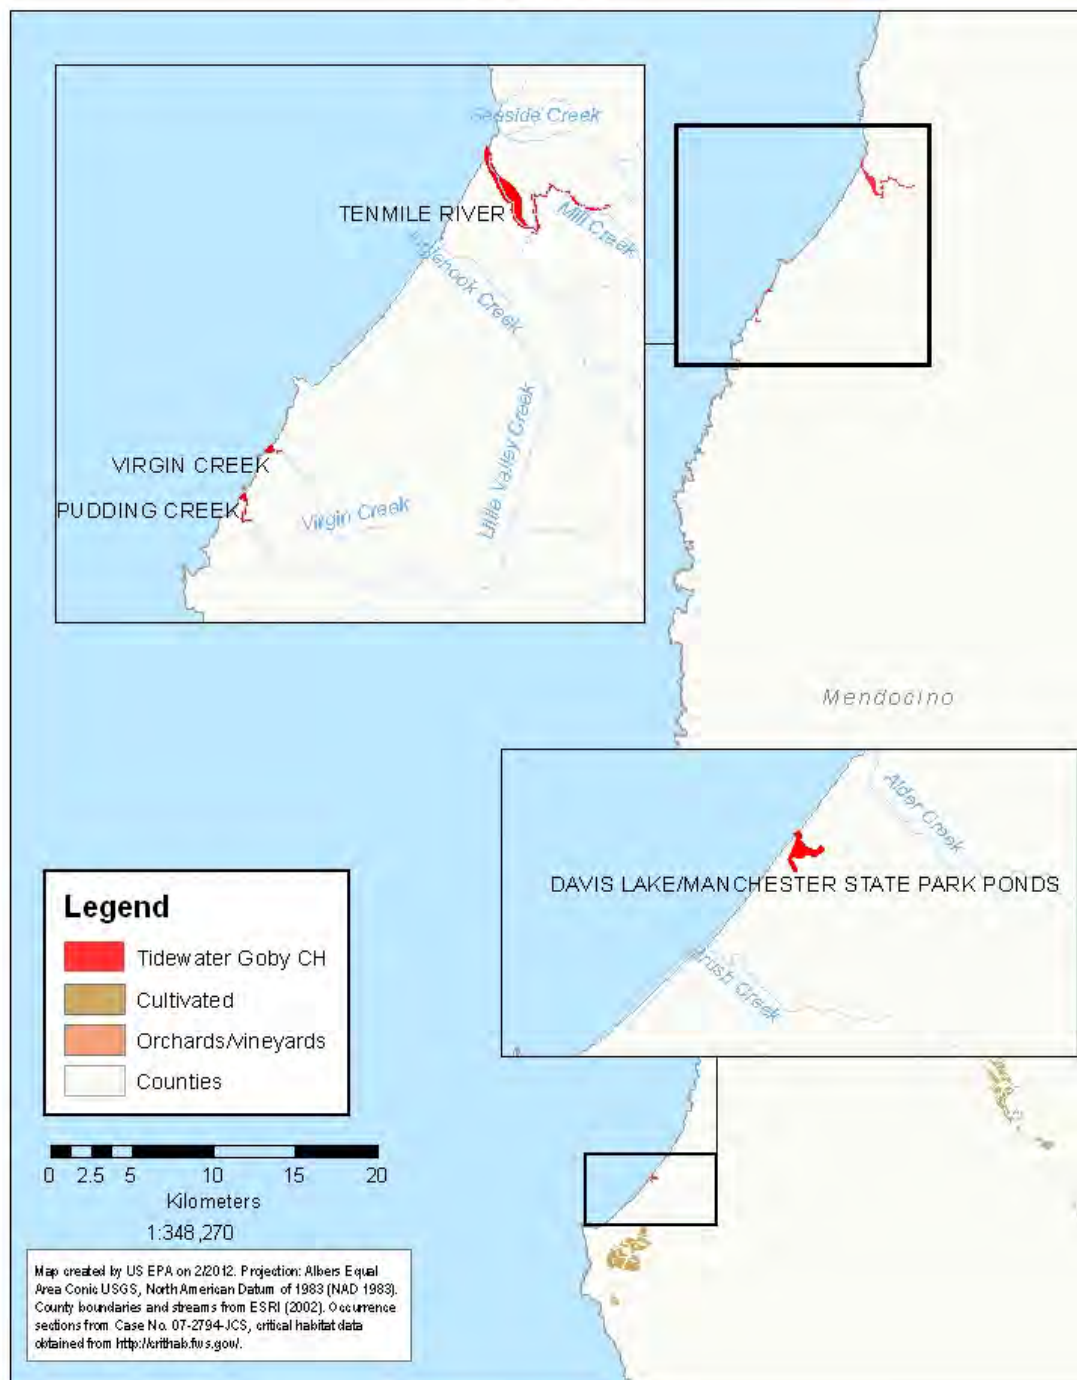 Seaside Creek
TENMILE RIVER
Mill Creek
Inglenook Creek
Little Valley Creek
VIRGIN CREEK
PUDDING CREEK
Virgin Creek
Mendocino
Alder Creek
DAVIS LAKE/MANCHESTER STATE PARK PONDS
Brush Creek
Legend
Tidewater Goby CH
Cultivated
Orchards/vineyards
Counties
0 2.5 5 10 15 20
Kilometers
1:348,270
Map created by US EPA on 2/2012. Projection: Albers Equal
Area Conic USGS, North American Datum of 1983 (NAD 1983).
County boundaries and streams from ESRI (2002). Occurrence
sections from Case No. 07-2794-JCS, critical habitat data
obtained from http://crithab.fws.gov/.